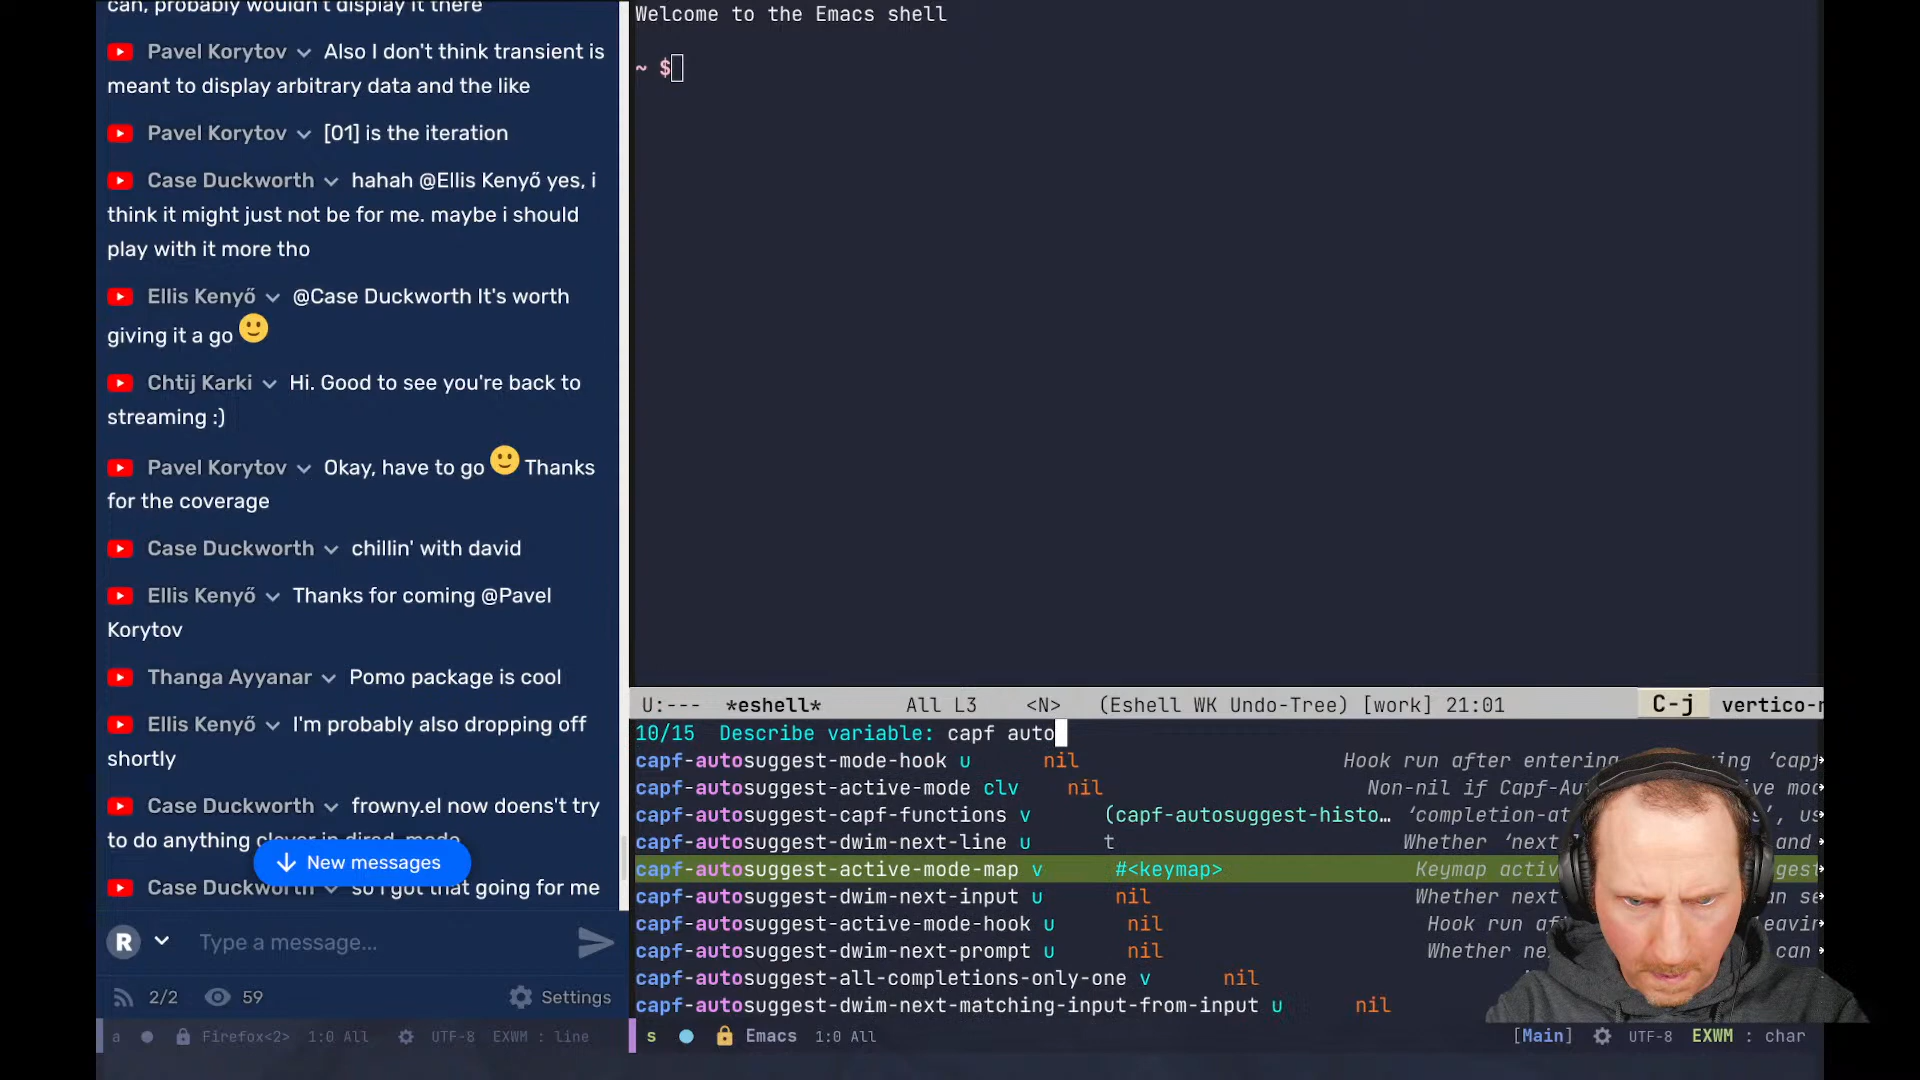 can, probably wouldn't display it there
Pavel Korytov Also I don't think transient is
meant to display arbitrary data and the like
Pavel Korytov [01] is the iteration
Case Duckworth hahah @Ellis Kenyő yes, i
think it might just not be for me. maybe i should
play with it more tho
Ellis Kenyő @Case Duckworth It's worth
giving it a go
Chtij Karki Hi. Good to see you're back to
streaming :)
Pavel Korytov Okay, have to go Thanks
for the coverage
Case Duckworth chillin' with david
Ellis Kenyő Thanks for coming @Pavel
Korytov
Thanga Ayyanar Pomo package is cool
Ellis Kenyő I'm probably also dropping off
shortly
Case Duckworth frowny.el now doens't try
to do anything clever in dired-mode
New messages
Case Duckworth so I got that going for me
R Type a message...
2/2 59 Settings
a Firefox<2> 1:0 All UTF-8 EXWM : line
Welcome to the Emacs shell
~ $
U:--- *eshell* All L3 <N> (Eshell WK Undo-Tree) [work] 21:01 C-j
10/15 Describe variable: capf auto
capf-autosuggest-mode-hook u nil Hook run after entering
capf-autosuggest-active-mode clv nil Non-nil if
capf-autosuggest-capf-functions v (capf-autosuggest-histo…
capf-autosuggest-dwim-next-line u t Whether and
capf-autosuggest-active-mode-map v #<keymap> Keymap
capf-autosuggest-dwim-next-input u nil Whether
capf-autosuggest-active-mode-hook u nil Hook run
capf-autosuggest-dwim-next-prompt u nil Whether can
capf-autosuggest-all-completions-only-one v nil
capf-autosuggest-dwim-next-matching-input-from-input u nil
s Emacs 1:0 All [Main] UTF-8 EXWM : char